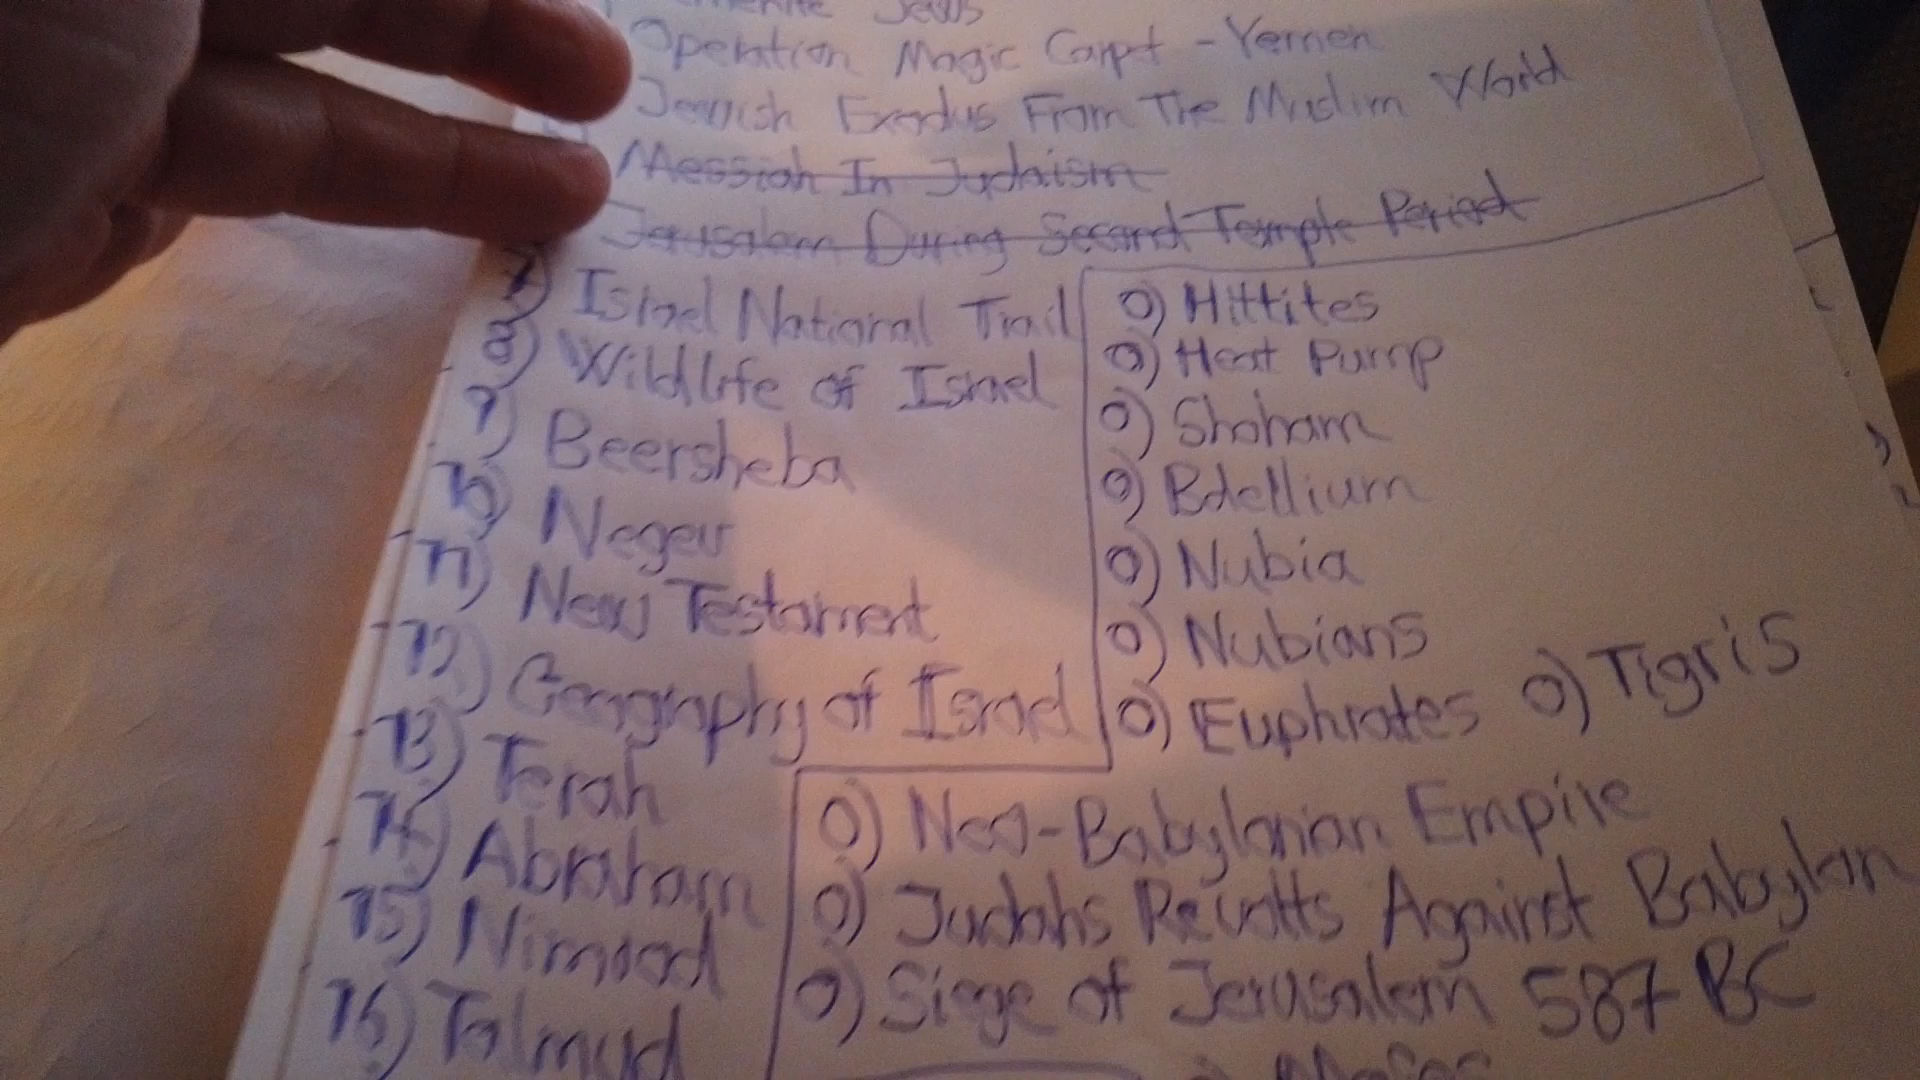 Jews
Operation Magic Carpt - Yemen
Jewish Exodus From The Muslim World
Messiah In Judaism
Jerusalem During Second Temple Period
7) Israel National Trail
8) Wildlife of Israel
9) Beersheba
10) Negev
11) New Testament
12) Geography of Israel
13) Terah
14) Abraham
15) Nimrod
16) Talmud
0) Hittites
0) Heat Pump
0) Shoham
0) Bdellium
0) Nubia
0) Nubians
0) Euphrates 0) Tigris
0) Neo-Babylonian Empire
0) Judahs Revolts Against Babylon
0) Siege of Jerusalem 587 BC